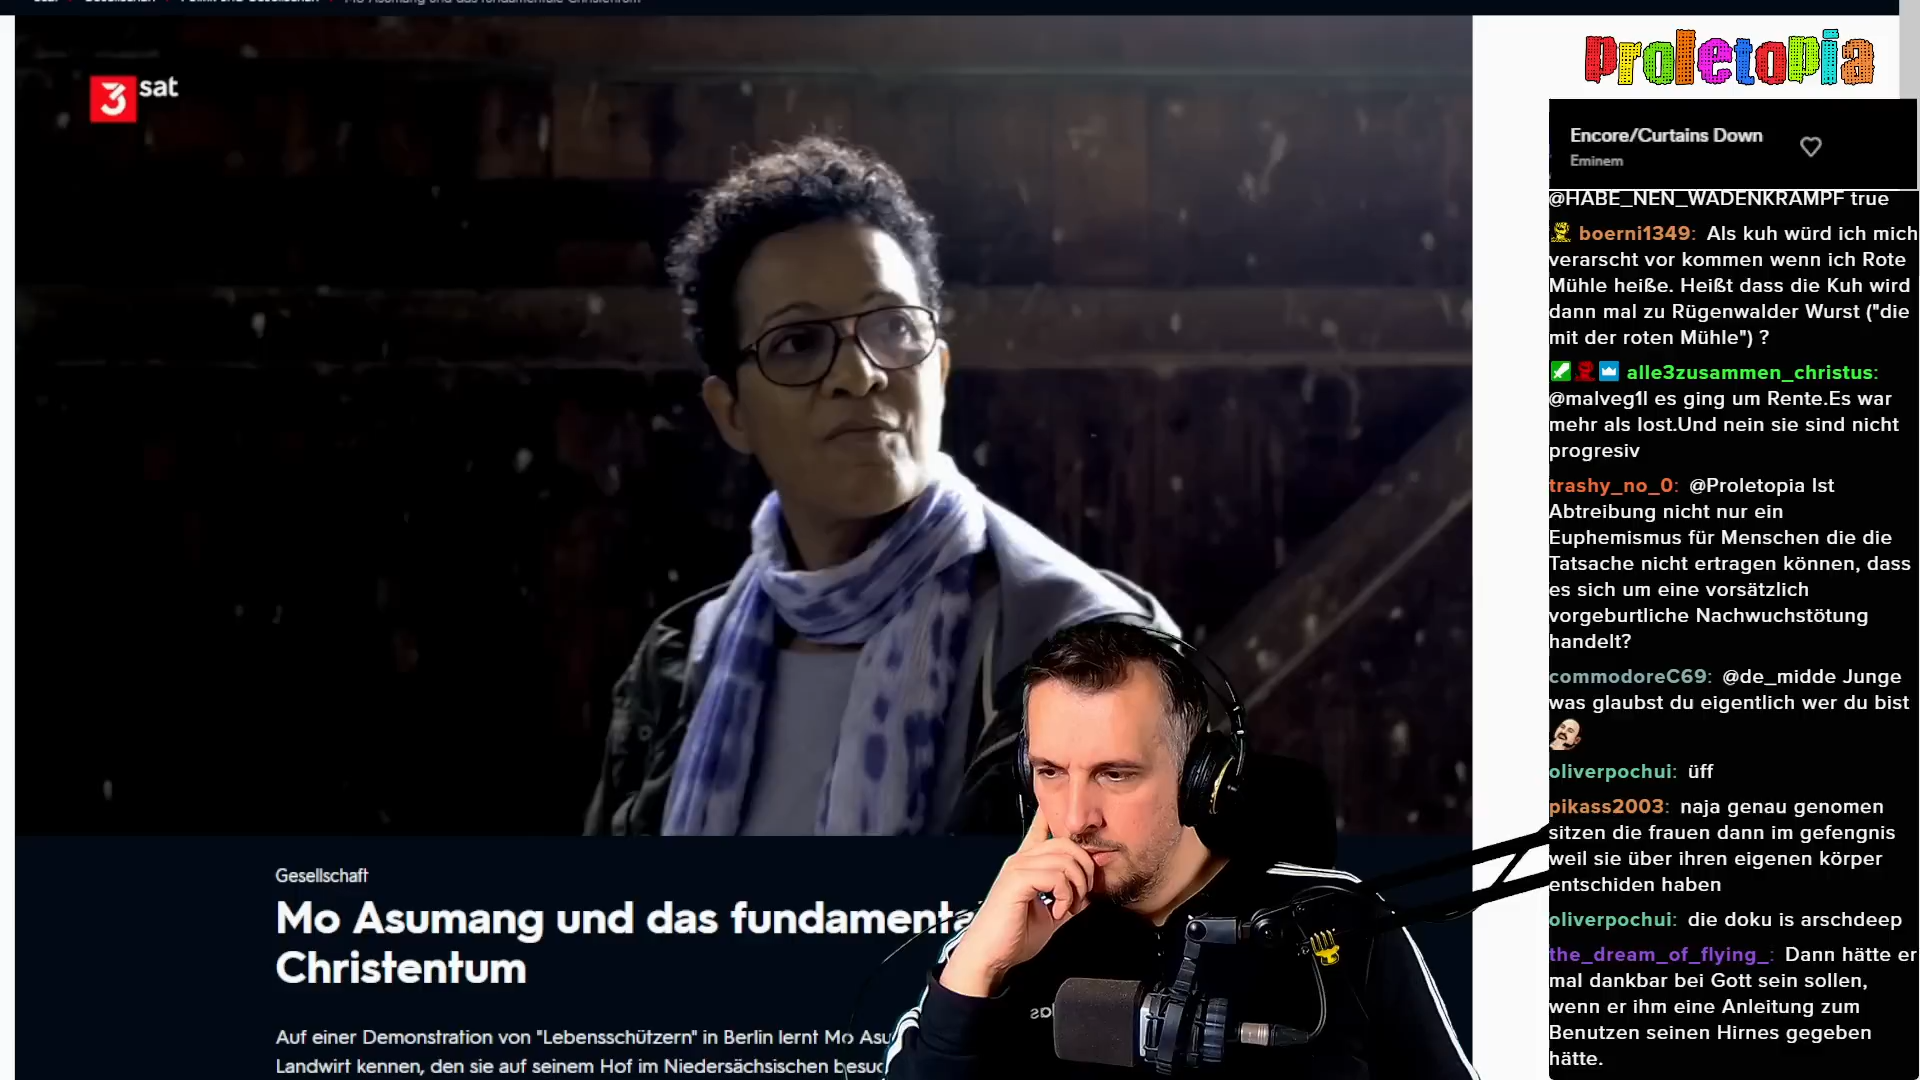 Mo Asumang und das fundamentale Christentum
3sat
Proletopia
Encore/Curtains Down
Eminem
@HABE_NEN_WADENKRAMPF true
boerni1349: Als kuh würd ich mich
verarscht vor kommen wenn ich Rote
Mühle heiße. Heißt dass die Kuh wird
dann mal zu Rügenwalder Wurst ("die
mit der roten Mühle") ?
alle3zusammen_christus:
@malveg1l es ging um Rente.Es war
mehr als lost.Und nein sie sind nicht
progresiv
trashy_no_0: @Proletopia Ist
Abtreibung nicht nur ein
Euphemismus für Menschen die die
Tatsache nicht ertragen können, dass
es sich um eine vorsätzlich
vorgeburtliche Nachwuchstötung
handelt?
commodoreC69: @de_midde Junge
was glaubst du eigentlich wer du bist
oliverpochui: üff
pikass2003: naja genau genomen
sitzen die frauen dann im gefengnis
weil sie über ihren eigenen körper
entschiden haben
oliverpochui: die doku is arschdeep
the_dream_of_flying_: Dann hätte er
mal dankbar bei Gott sein sollen,
wenn er ihm eine Anleitung zum
Benutzen seinen Hirnes gegeben
hätte.
Gesellschaft
Mo Asumang und das fundamenta
Christentum
Auf einer Demonstration von "Lebensschützern" in Berlin lernt Mo Asu
Landwirt kennen, den sie auf seinem Hof im Niedersächsischen besuc